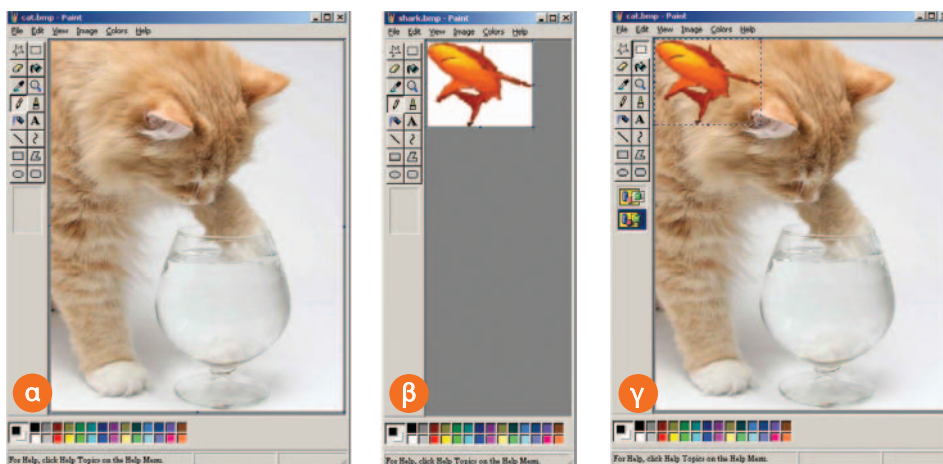 cat.bmp - Paint
File Edit View Image Colors Help
A
α
For Help, click Help Topics on the Help Menu.
shark.bmp - Paint
File Edit View Image Colors Help
A
β
For Help, click Help Topics on the Help Menu.
cat.bmp - Paint
File Edit View Image Colors Help
A
γ
For Help, click Help Topics on the Help Menu.